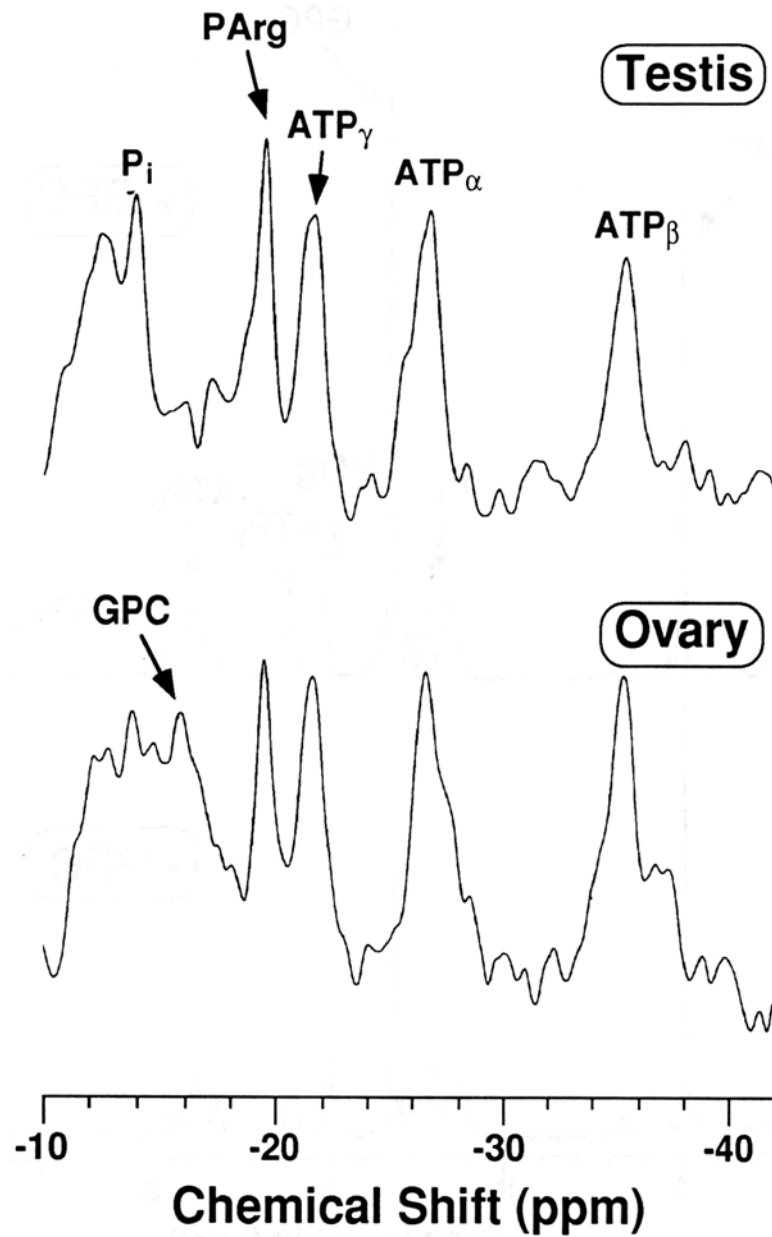 PArg
Testis
ATPγ
Pi
ATPα
ATPβ
GPC
Ovary
-10 -20 -30 -40
Chemical Shift (ppm)